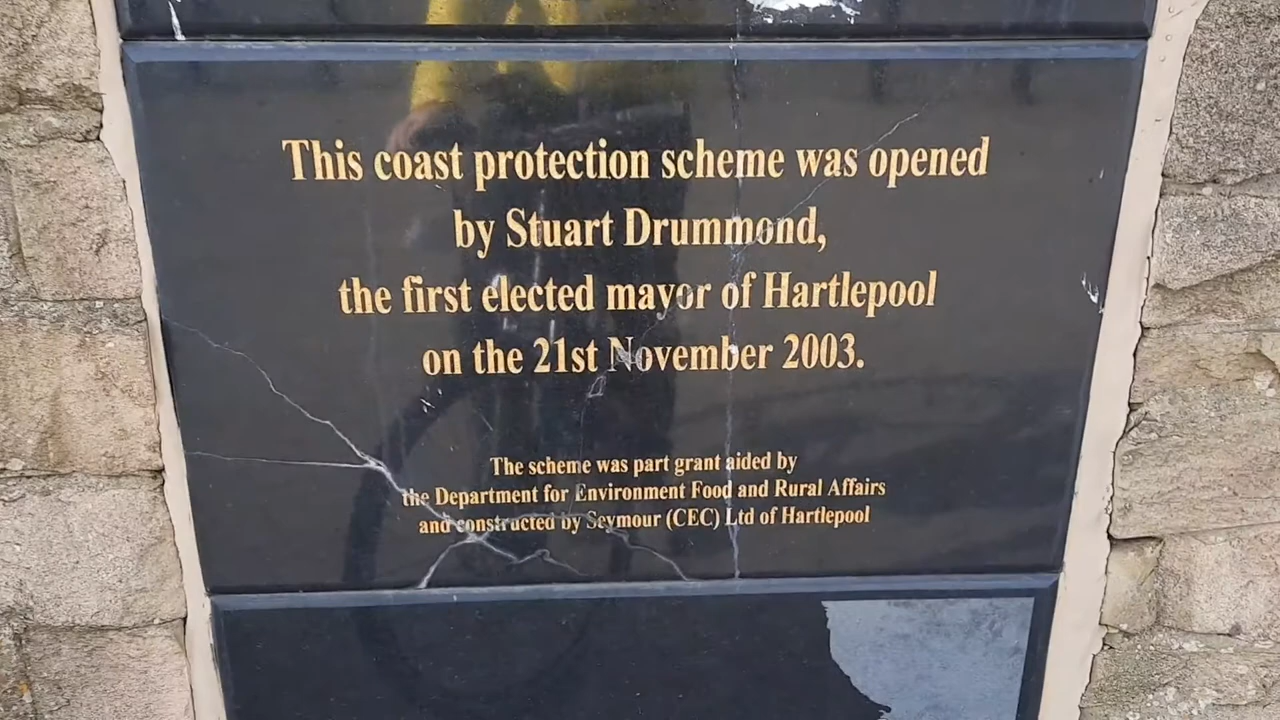 This coast protection scheme was opened
by Stuart Drummond,
the first elected mayor of Hartlepool
on the 21st November 2003.
The scheme was part grant aided by
the Department for Environment Food and Rural Affairs
and constructed by Seymour (CEC) Ltd of Hartlepool